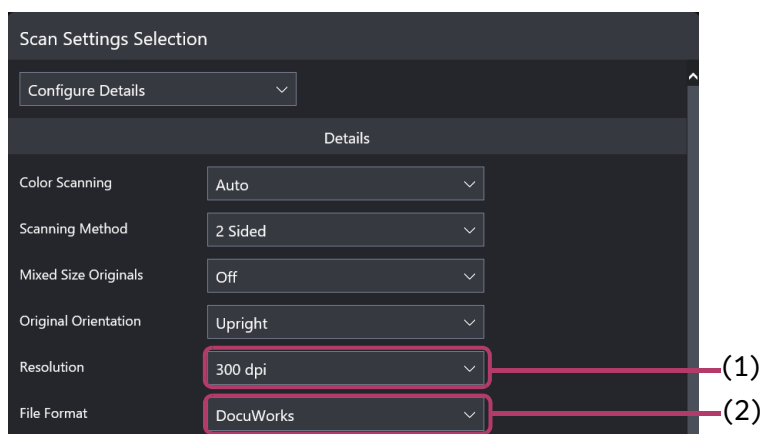 Scan Settings Selection
Configure Details
Details
Color Scanning Auto
Scanning Method 2 Sided
Mixed Size Originals Off
Original Orientation Upright
Resolution 300 dpi (1)
File Format DocuWorks (2)